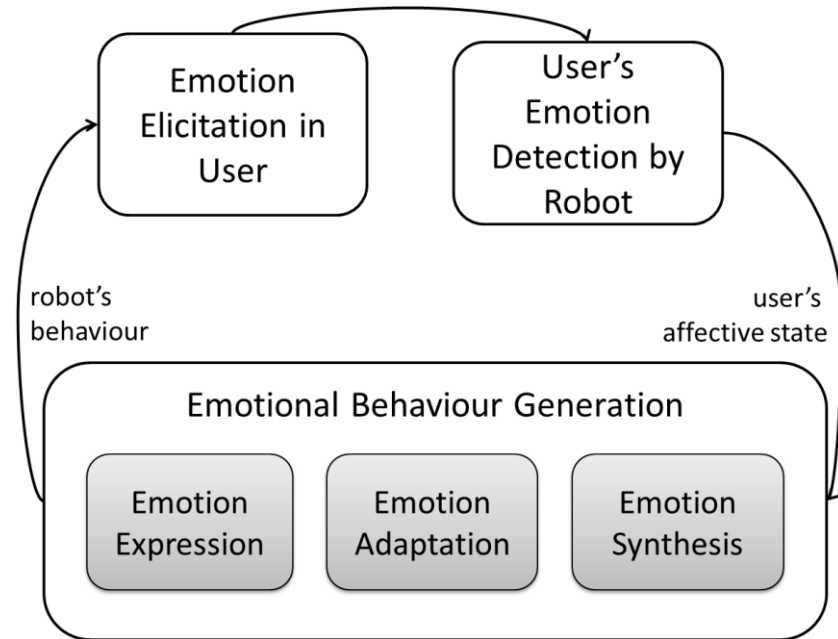 Emotion
Elicitation in
User
User’s
Emotion
Detection by
Robot
robot’s
behaviour
user’s
affective state
Emotional Behaviour Generation
Emotion
Expression
Emotion
Adaptation
Emotion
Synthesis